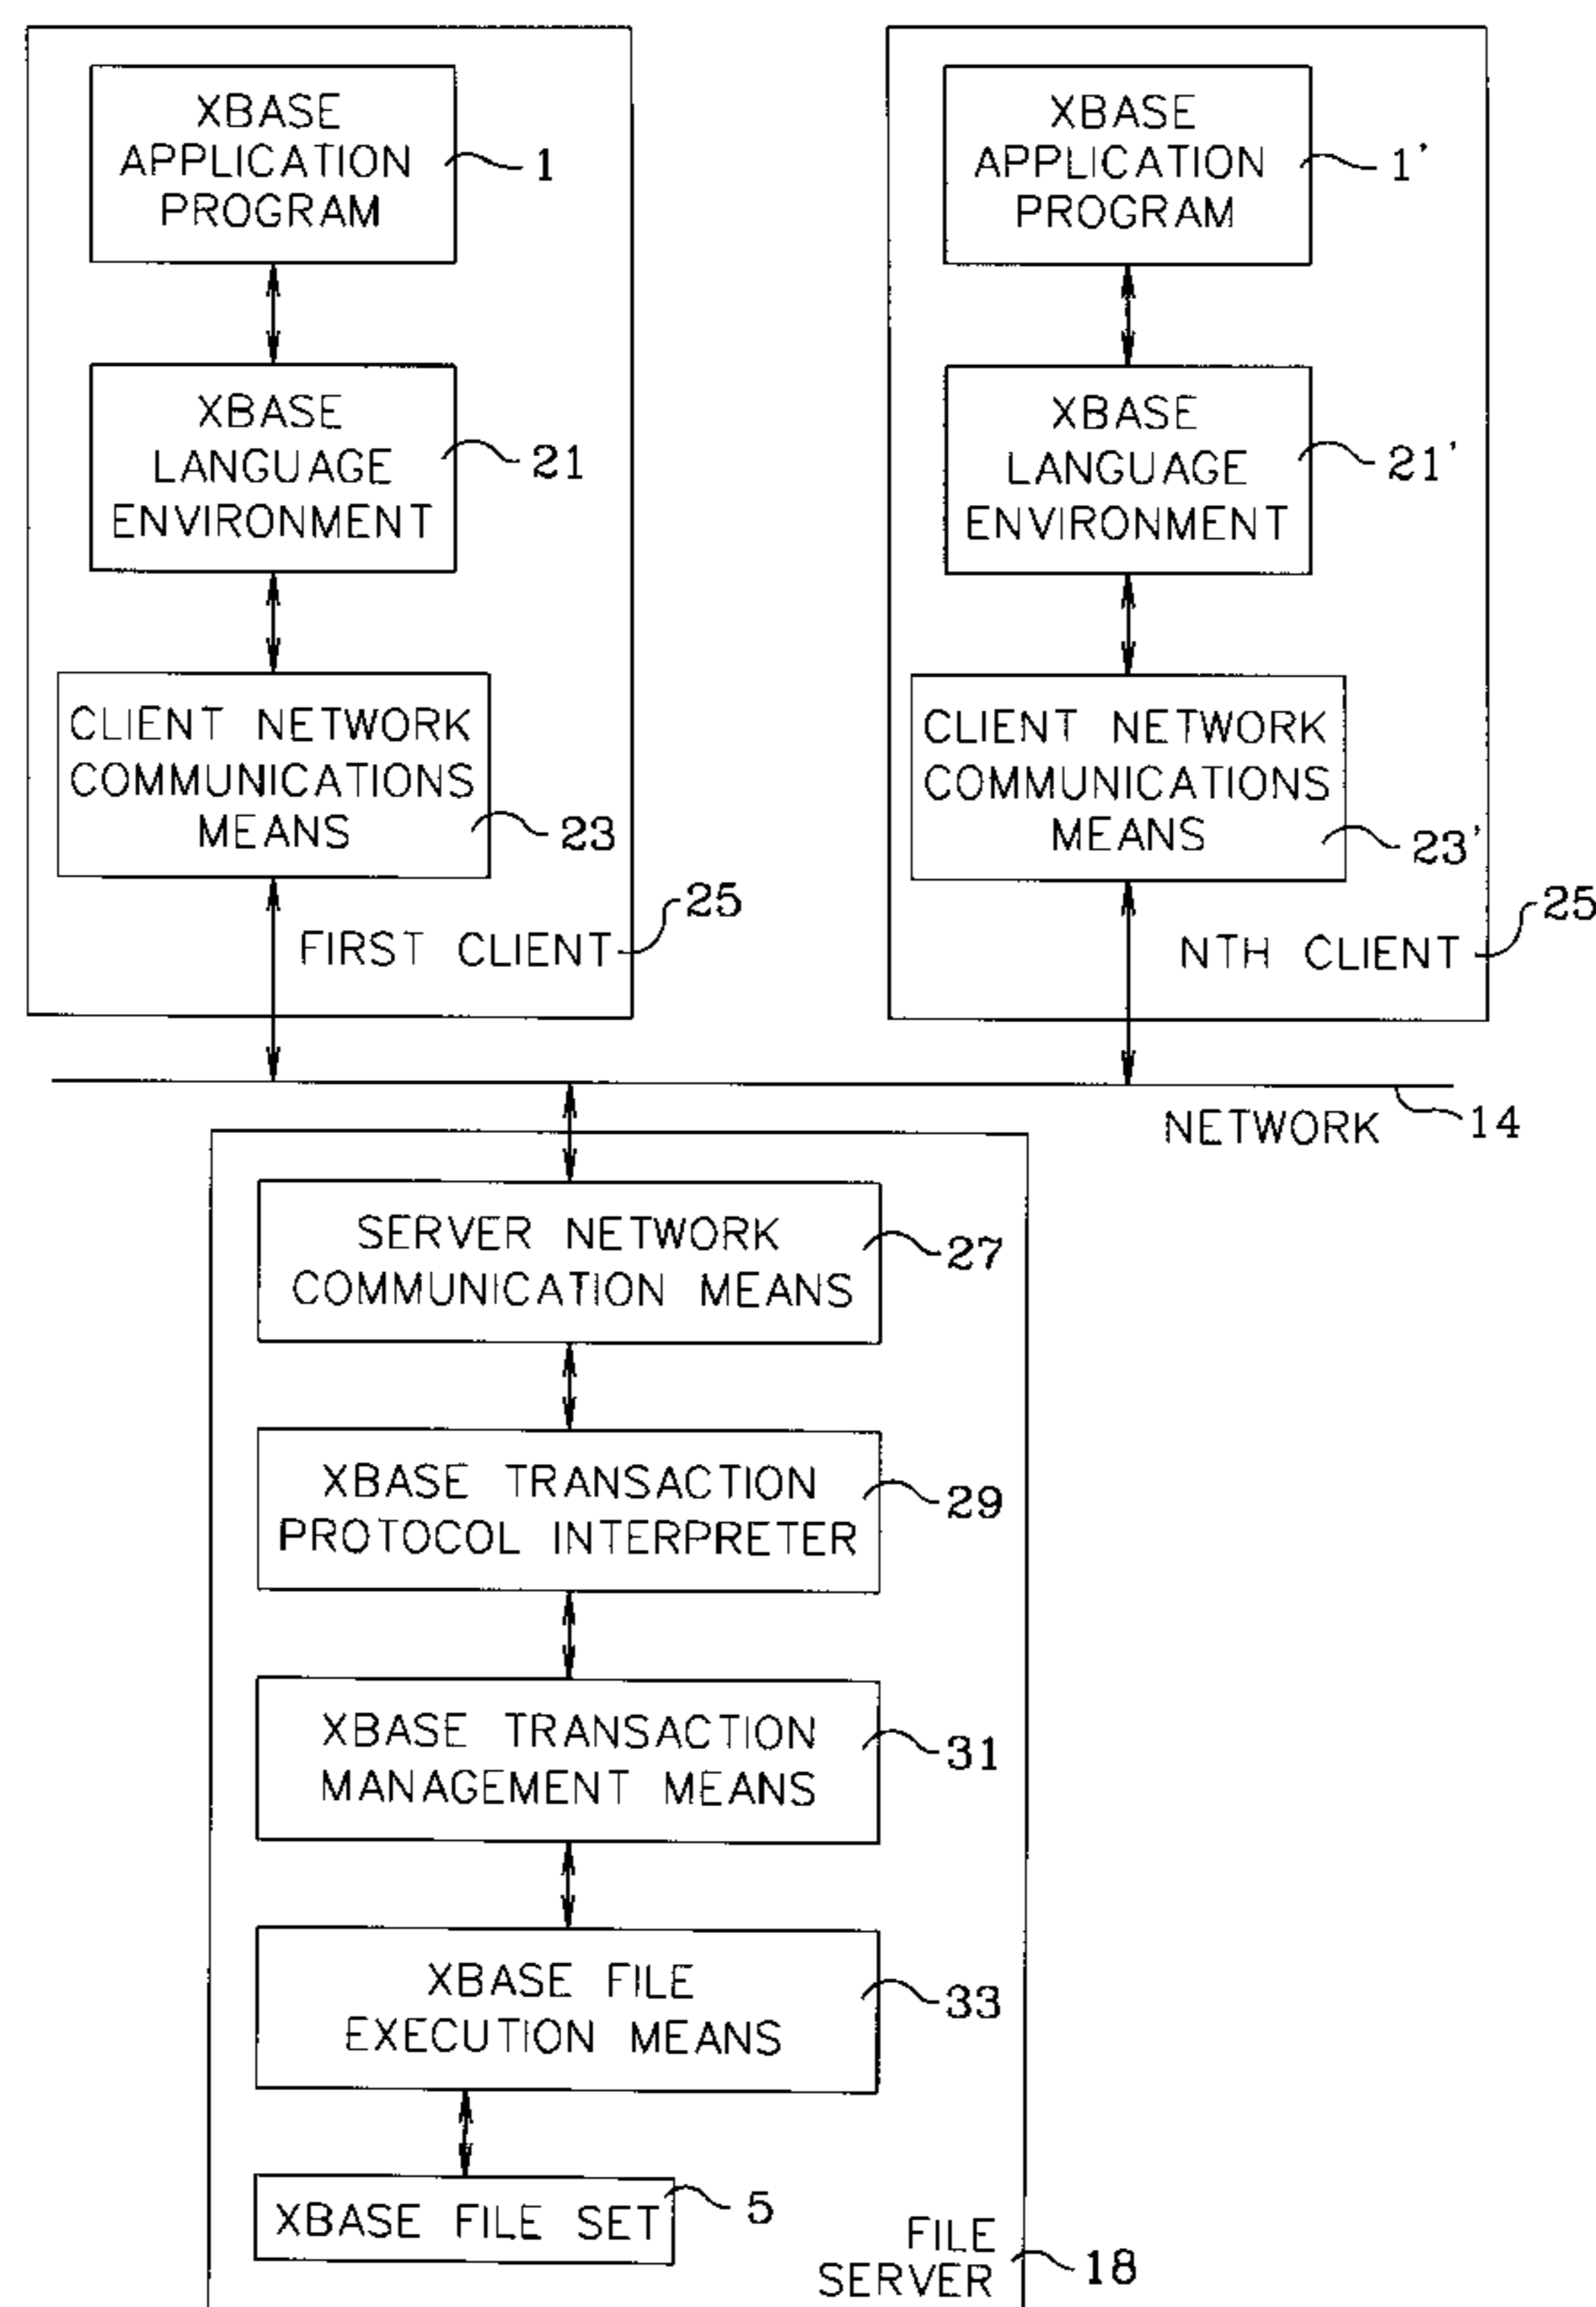 XBASE
APPLICATION
PROGRAM
1
XBASE
LANGUAGE
ENVIRONMENT
21
CLIENT NETWORK
COMMUNICATIONS
MEANS
23
25
FIRST CLIENT
XBASE
APPLICATION
PROGRAM
1'
XBASE
LANGUAGE
ENVIRONMENT
21'
CLIENT NETWORK
COMMUNICATIONS
MEANS
23'
25
NTH CLIENT
NETWORK
14
SERVER NETWORK
COMMUNICATION MEANS
27
XBASE TRANSACTION
PROTOCOL INTERPRETER
29
XBASE TRANSACTION
MANAGEMENT MEANS
31
XBASE FILE
EXECUTION MEANS
33
XBASE FILE SET
5
FILE
SERVER
18